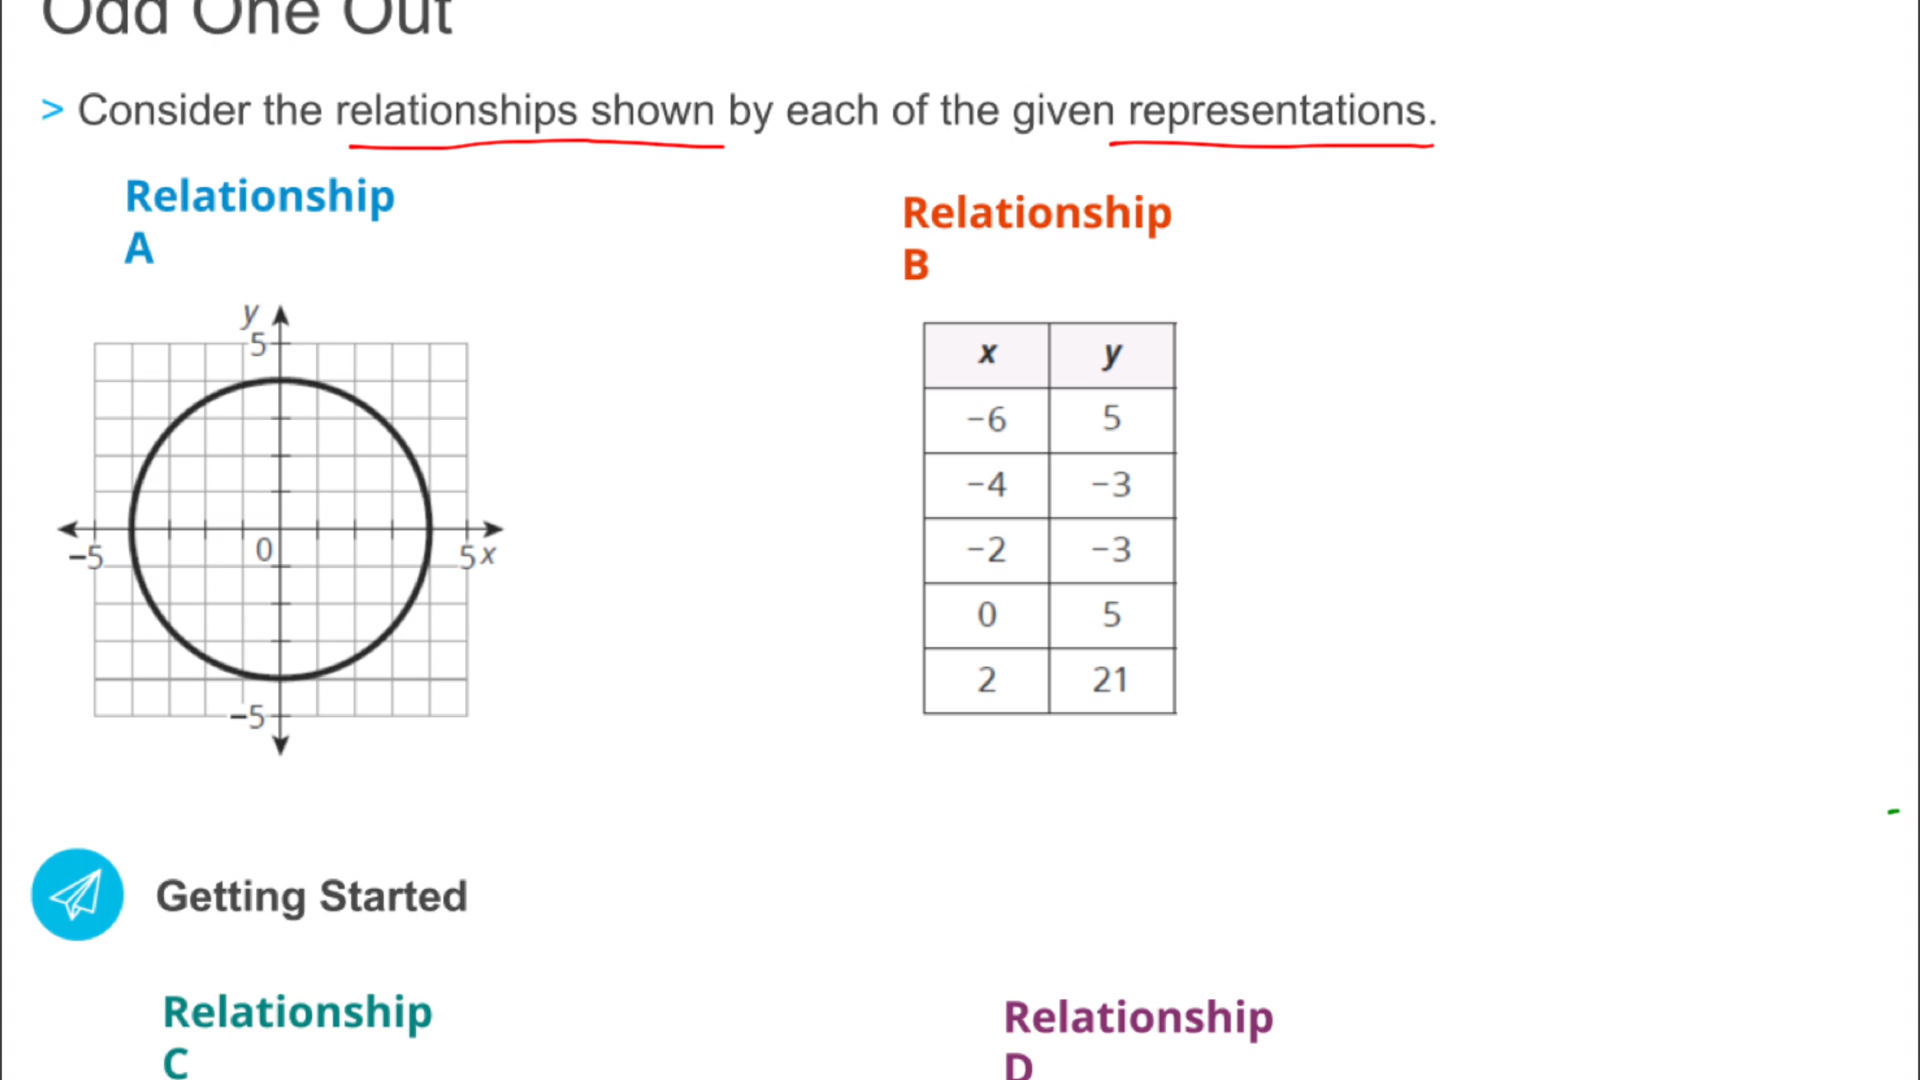 Odd One Out
> Consider the relationships shown by each of the given representations.
Relationship
A
Relationship
B
y
5
-5
0
5 x
-5
x y
-6 5
-4 -3
-2 -3
0 5
2 21
Getting Started
Relationship
C
Relationship
D